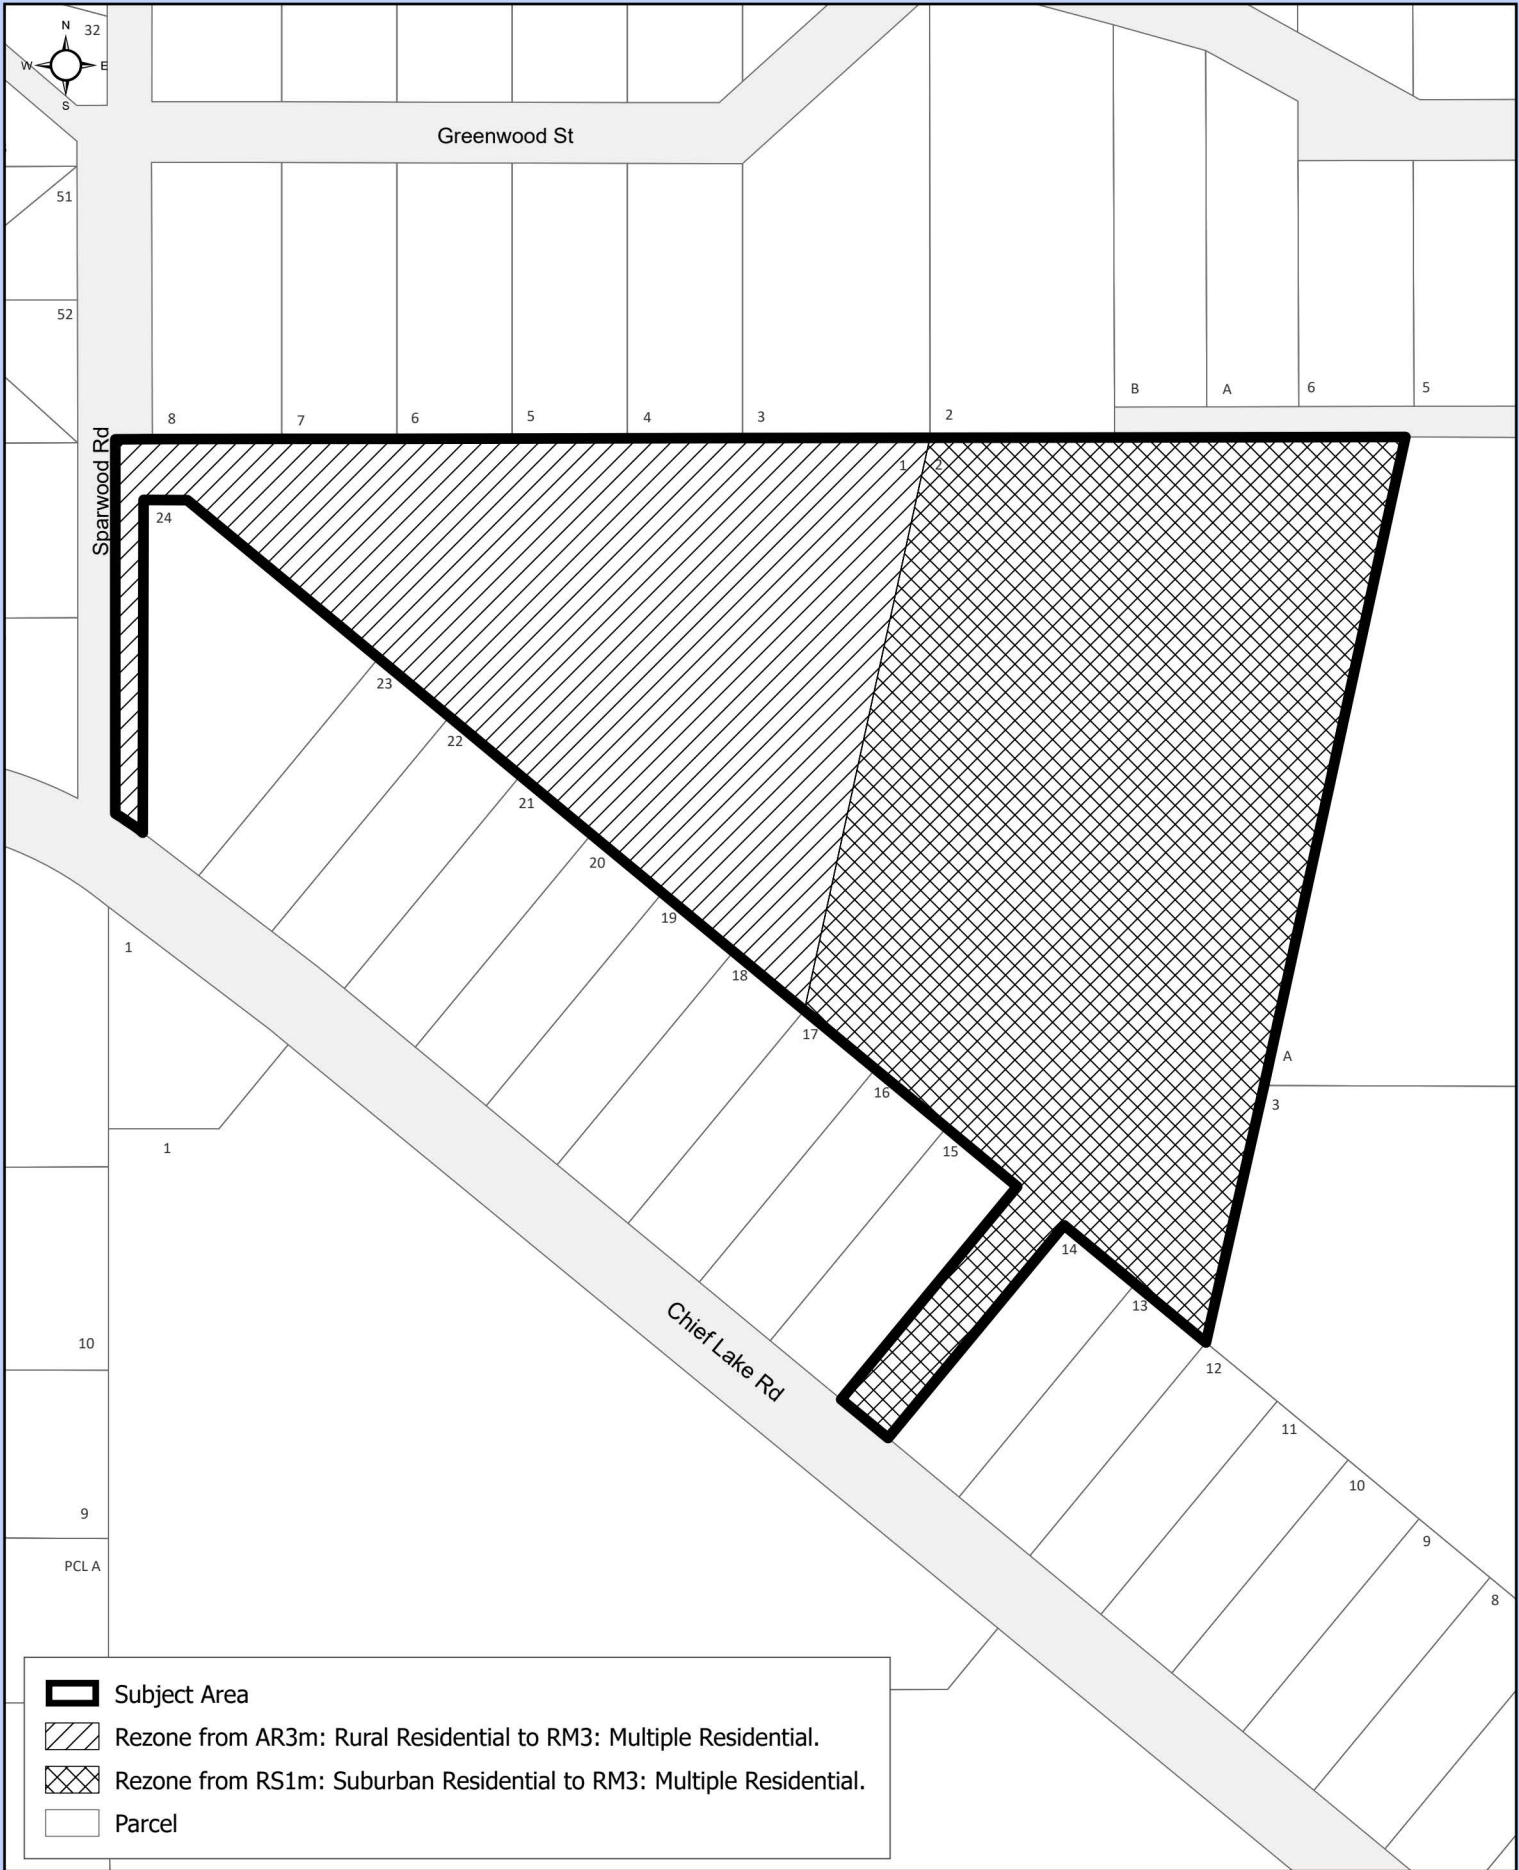 N
32
W
E
S
Greenwood St
51
52
B
A
6
5
8
7
6
5
4
3
2
Sparwood Rd
1
2
24
23
22
21
20
19
18
17
16
15
14
13
12
11
10
9
8
A
3
1
1
Chief Lake Rd
10
9
PCL A
Subject Area
Rezone from AR3m: Rural Residential to RM3: Multiple Residential.
Rezone from RS1m: Suburban Residential to RM3: Multiple Residential.
Parcel